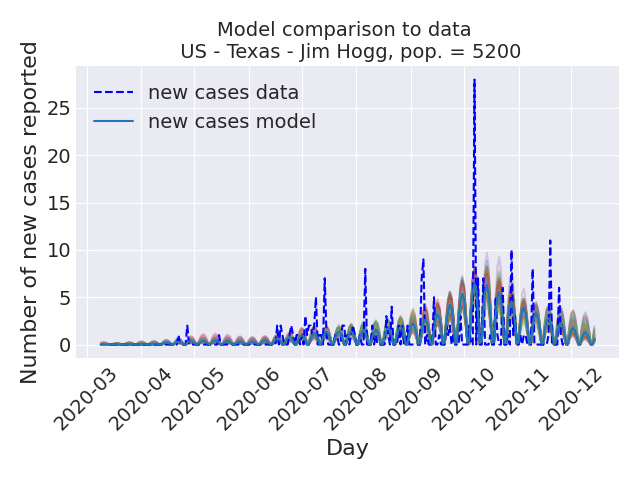 Model comparison to data
US - Texas - Jim Hogg, pop. = 5200
Number of new cases reported
25
20
15
10
5
0
new cases data
new cases model
2020-03
2020-04
2020-05
2020-06
2020-07
2020-08
2020-09
2020-10
2020-11
2020-12
Day